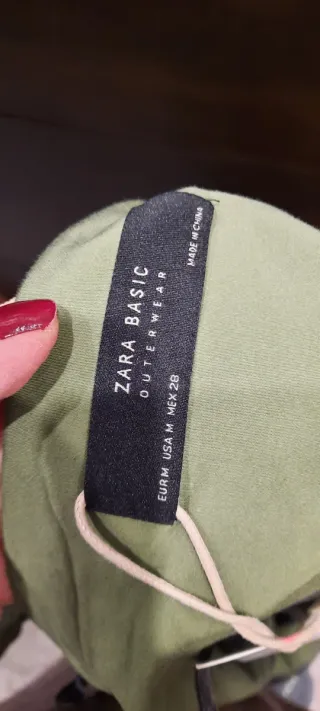 ZARA BASIC
OUTERWEAR
EUR M USA M MEX 28
MADE IN CHINA